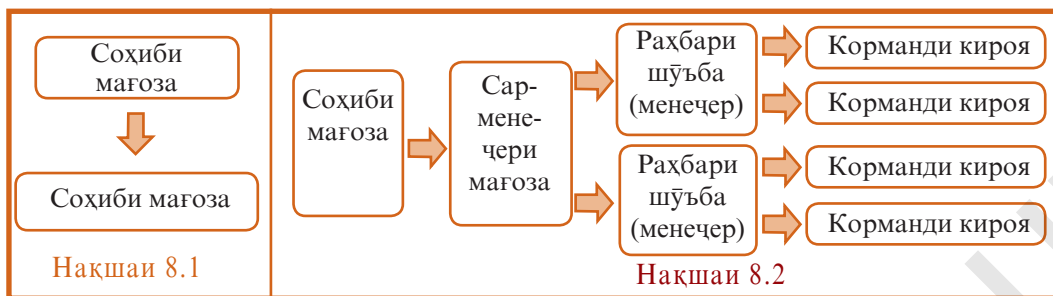 Соҳиби
мағоза
Соҳиби мағоза
Нақшаи 8.1
Соҳиби
мағоза
Сар-
мене-
ҷери
мағоза
Раҳбари
шӯъба
(менеҷер)
Корманди кироя
Корманди кироя
Раҳбари
шӯъба
(менеҷер)
Корманди кироя
Корманди кироя
Нақшаи 8.2